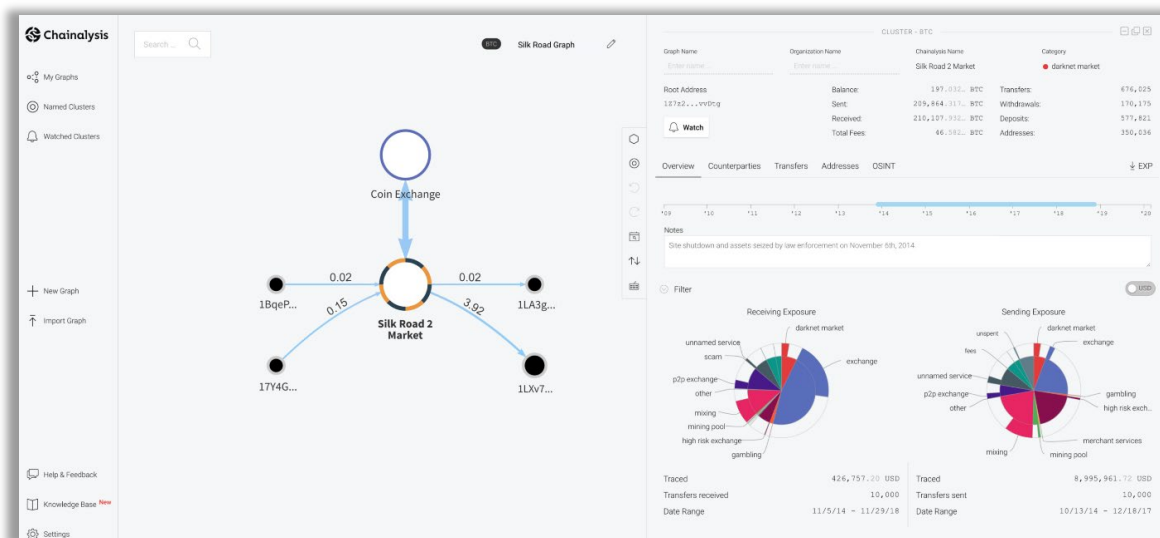 Chainalysis
Search ...
BTC Silk Road Graph
My Graphs
Named Clusters
Watched Clusters
New Graph
Import Graph
Help & Feedback
Knowledge Base New
Settings
Coin Exchange
0.02 0.02
1BqeP... 1LA3g...
0.15 3.92
Silk Road 2
Market
17Y4G... 1LXv7...
CLUSTER - BTC
Graph Name Organization Name Chainalysis Name Category
Enter name ... Enter name ... Silk Road 2 Market darknet market
Root Address Balance: 197.032... BTC Transfers: 676,025
Sent: 209,864.317... BTC Withdrawals: 170,175
Received: 210,107.932... BTC Deposits: 577,821
Watch Total Fees: 46.582... BTC Addresses: 350,036
Overview Counterparties Transfers Addresses OSINT EXP
'09 '10 '11 '12 '13 '14 '15 '16 '17 '18 '19 '20
Notes
Site shutdown and assets seized by law enforcement on November 6th, 2014
Filter USD
Receiving Exposure
darknet market
exchange
unnamed service
scam
p2p exchange
other
mixing
mining pool
high risk exchange
gambling
Traced 426,757.20 USD
Transfers received 10,000
Date Range 11/5/14 – 11/29/18
Sending Exposure
darknet market
exchange
unspent
fees
unnamed service
p2p exchange
other
mixing
gambling
high risk exch...
merchant services
mining pool
Traced 8,995,961.72 USD
Transfers sent 10,000
Date Range 10/13/14 – 12/18/17